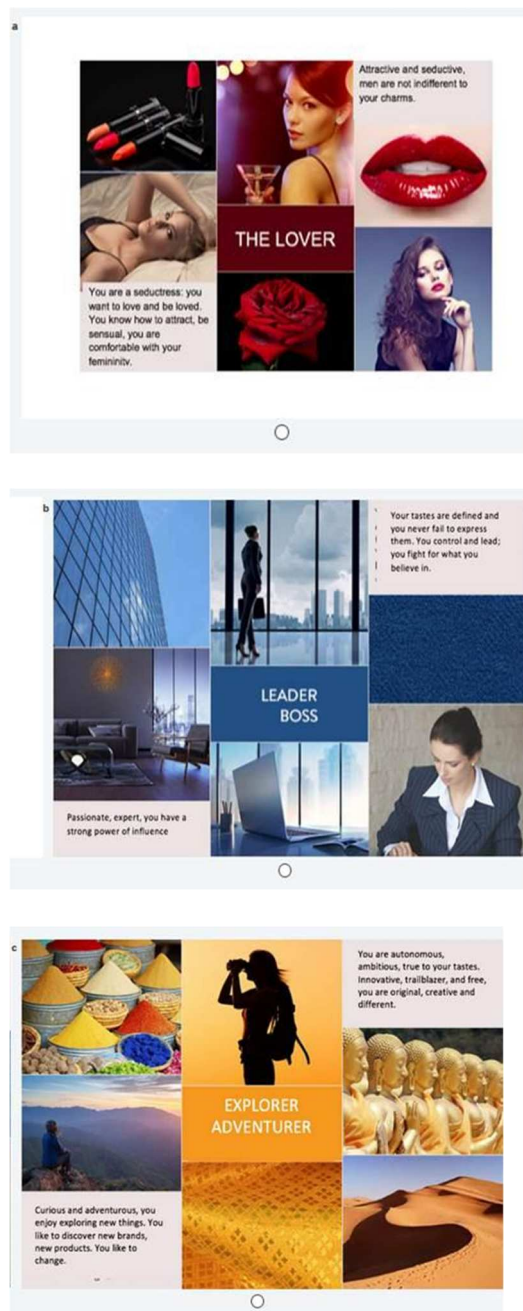 a
Attractive and seductive,
men are not indifferent to
your charms.
THE LOVER
You are a seductress: you
want to love and be loved.
You know how to attract, be
sensual, you are
comfortable with your
femininity.
b
Your tastes are defined and
you never fail to express
them. You control and lead;
you fight for what you
believe in.
LEADER
BOSS
Passionate, expert, you have a
strong power of influence
c
You are autonomous,
ambitious, true to your tastes.
Innovative, trailblazer, and free,
you are original, creative and
different.
EXPLORER
ADVENTURER
Curious and adventurous, you
enjoy exploring new things. You
like to discover new brands,
new products. You like to
change.